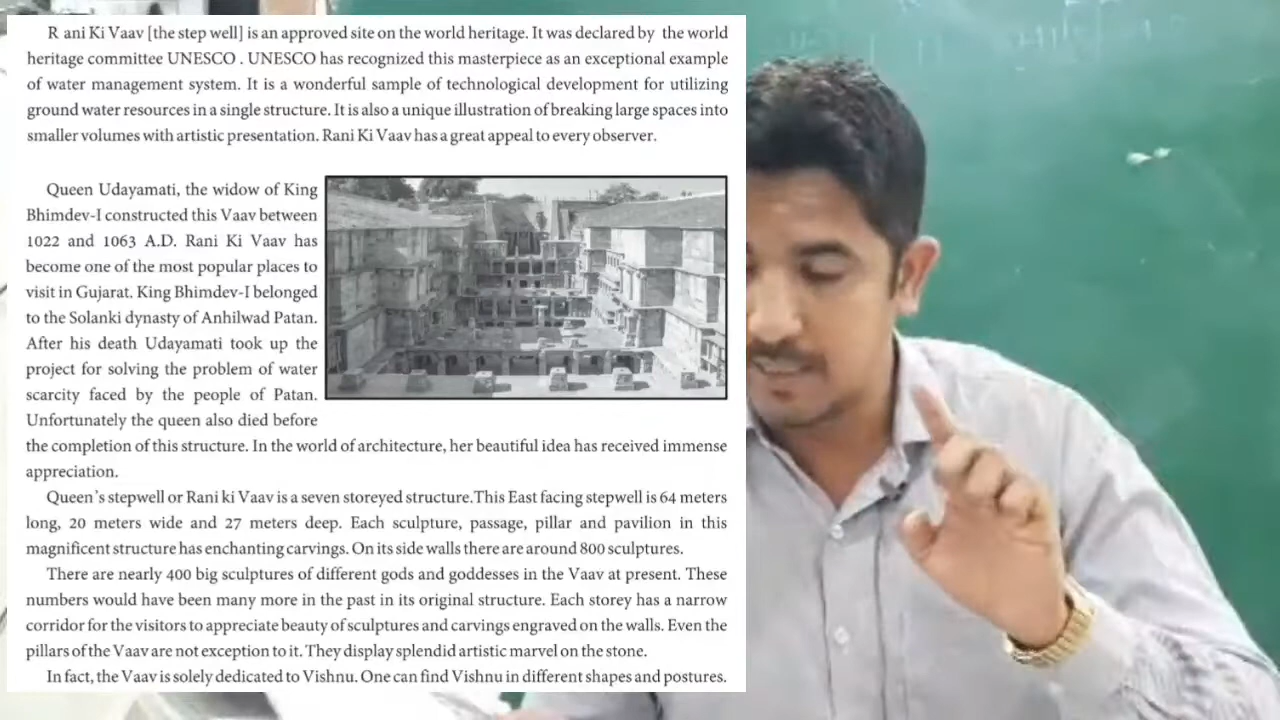 R ani Ki Vaav [the step well] is an approved site on the world heritage. It was declared by the world
heritage committee UNESCO . UNESCO has recognized this masterpiece as an exceptional example
of water management system. It is a wonderful sample of technological development for utilizing
ground water resources in a single structure. It is also a unique illustration of breaking large spaces into
smaller volumes with artistic presentation. Rani Ki Vaav has a great appeal to every observer.
Queen Udayamati, the widow of King
Bhimdev-I constructed this Vaav between
1022 and 1063 A.D. Rani Ki Vaav has
become one of the most popular places to
visit in Gujarat. King Bhimdev-I belonged
to the Solanki dynasty of Anhilwad Patan.
After his death Udayamati took up the
project for solving the problem of water
scarcity faced by the people of Patan.
Unfortunately the queen also died before
the completion of this structure. In the world of architecture, her beautiful idea has received immense
appreciation.
Queen's stepwell or Rani ki Vaav is a seven storeyed structure.This East facing stepwell is 64 meters
long, 20 meters wide and 27 meters deep. Each sculpture, passage, pillar and pavilion in this
magnificent structure has enchanting carvings. On its side walls there are around 800 sculptures.
There are nearly 400 big sculptures of different gods and goddesses in the Vaav at present. These
numbers would have been many more in the past in its original structure. Each storey has a narrow
corridor for the visitors to appreciate beauty of sculptures and carvings engraved on the walls. Even the
pillars of the Vaav are not exception to it. They display splendid artistic marvel on the stone.
In fact, the Vaav is solely dedicated to Vishnu. One can find Vishnu in different shapes and postures.